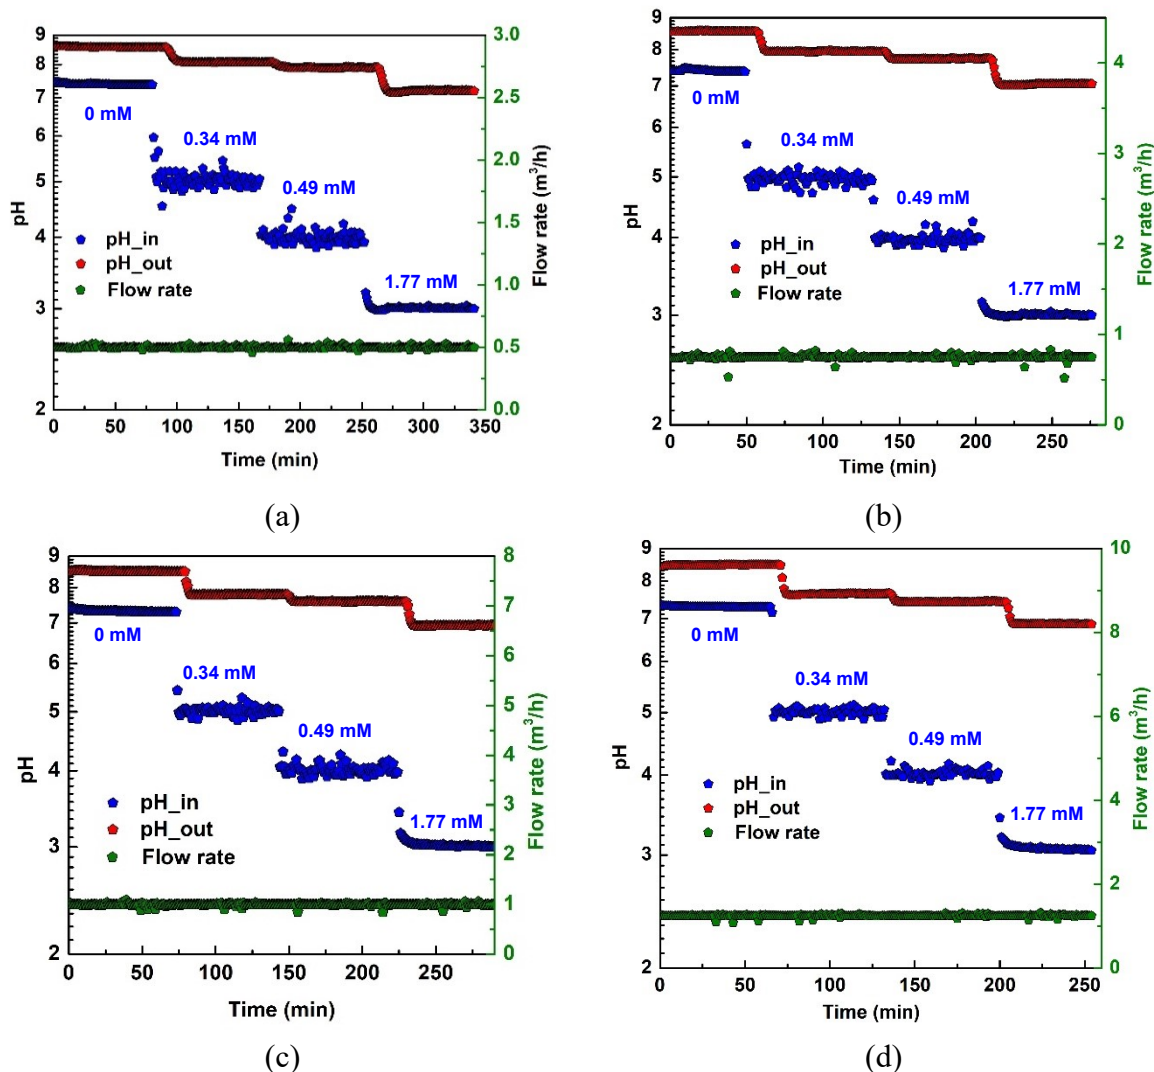 9
8
7
6
5
4
3
2
pH
0 mM
0.34 mM
0.49 mM
1.77 mM
pH_in
pH_out
Flow rate
3.0
2.5
2.0
1.5
1.0
0.5
0.0
Flow rate (m³/h)
0 50 100 150 200 250 300 350
Time (min)
(a)
9
8
7
6
5
4
3
2
pH
0 mM
0.34 mM
0.49 mM
1.77 mM
pH_in
pH_out
Flow rate
4
3
2
1
0
Flow rate (m³/h)
0 50 100 150 200 250
Time (min)
(b)
9
8
7
6
5
4
3
2
pH
0 mM
0.34 mM
0.49 mM
1.77 mM
pH_in
pH_out
Flow rate
8
7
6
5
4
3
2
1
0
Flow rate (m³/h)
0 50 100 150 200 250
Time (min)
(c)
9
8
7
6
5
4
3
2
pH
0 mM
0.34 mM
0.49 mM
1.77 mM
pH_in
pH_out
Flow rate
10
8
6
4
2
0
Flow rate (m³/h)
0 50 100 150 200 250
Time (min)
(d)